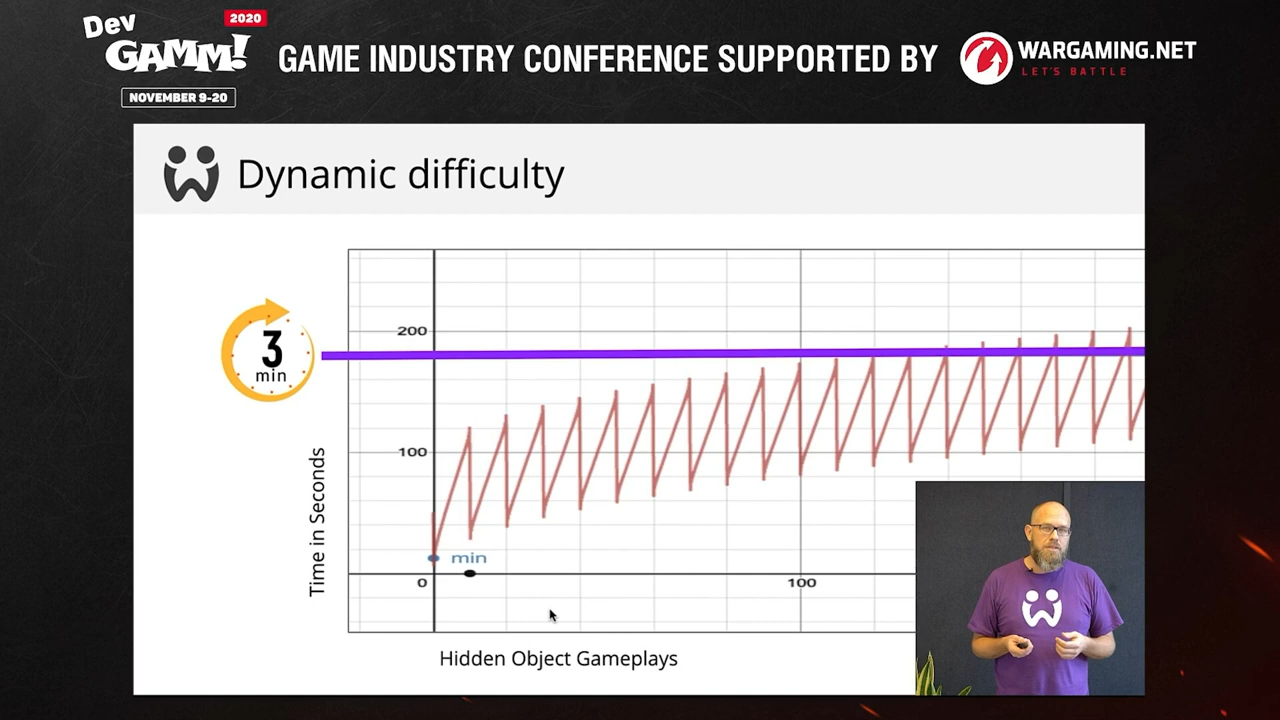 Dev
2020
GAMM!
GAME INDUSTRY CONFERENCE SUPPORTED BY
WARGAMING.NET
LET'S BATTLE
NOVEMBER 9-20
Dynamic difficulty
200
3
min
100
Time in Seconds
min
0
100
Hidden Object Gameplays